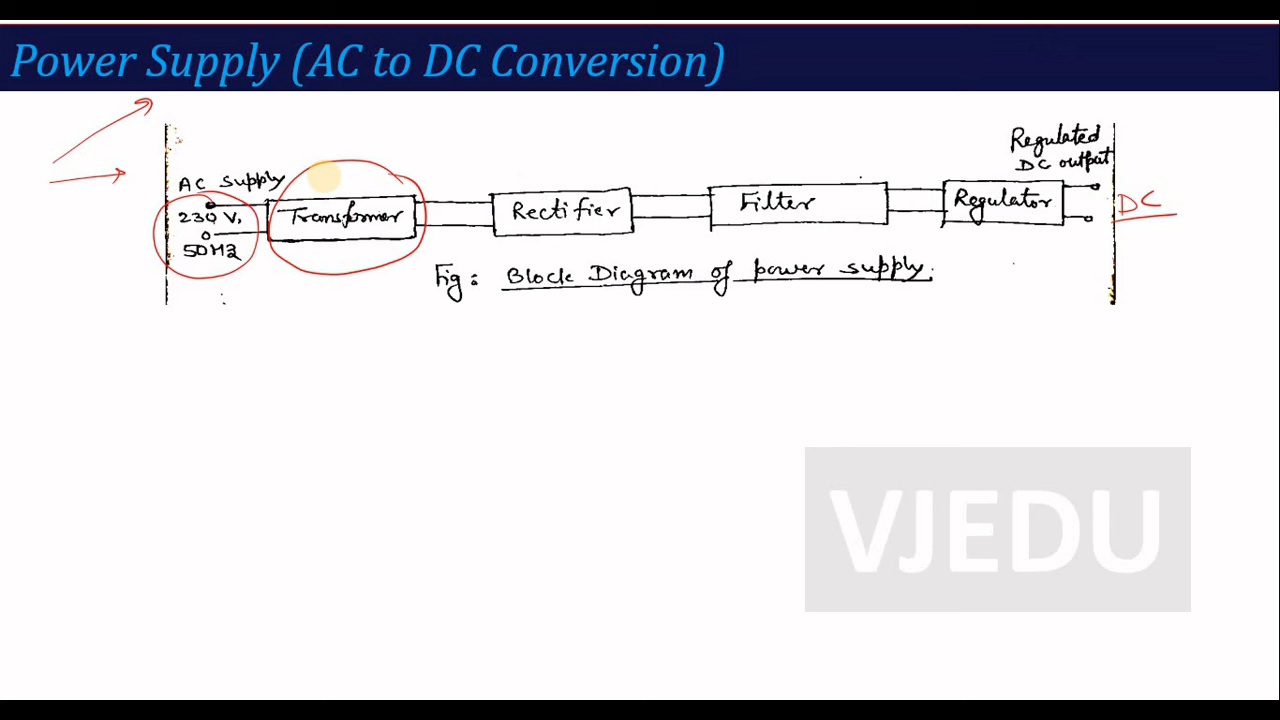 Power Supply (AC to DC Conversion)
Regulated
DC output
AC supply
230 V,
50HZ
Transformer
Rectifier
Filter
Regulator
DC
Fig: Block Diagram of power supply.
VJEDU